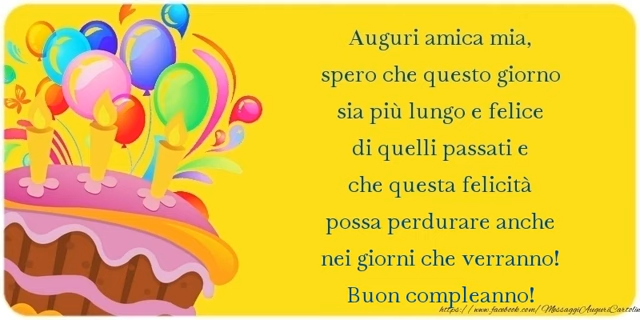 Auguri amica mia,
spero che questo giorno
sia più lungo e felice
di quelli passati e
che questa felicità
possa perdurare anche
nei giorni che verranno!
Buon compleanno!
https://www.facebook.com/MessaggiAuguriCartoline